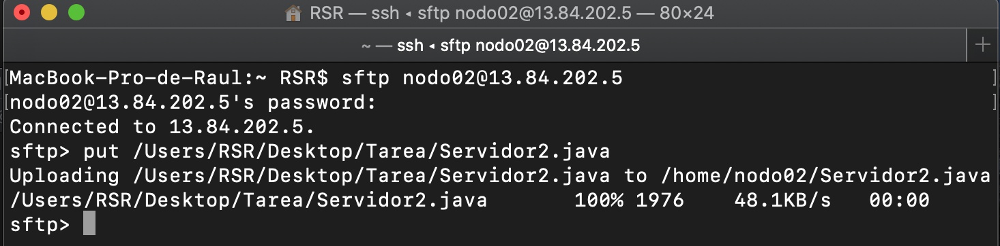 RSR — ssh ◂ sftp nodo02@13.84.202.5 — 80×24
~ — ssh ◂ sftp nodo02@13.84.202.5
[MacBook-Pro-de-Raul:~ RSR$ sftp nodo02@13.84.202.5 ]
[nodo02@13.84.202.5's password: ]
Connected to 13.84.202.5.
sftp> put /Users/RSR/Desktop/Tarea/Servidor2.java
Uploading /Users/RSR/Desktop/Tarea/Servidor2.java to /home/nodo02/Servidor2.java
/Users/RSR/Desktop/Tarea/Servidor2.java 100% 1976 48.1KB/s 00:00
sftp>